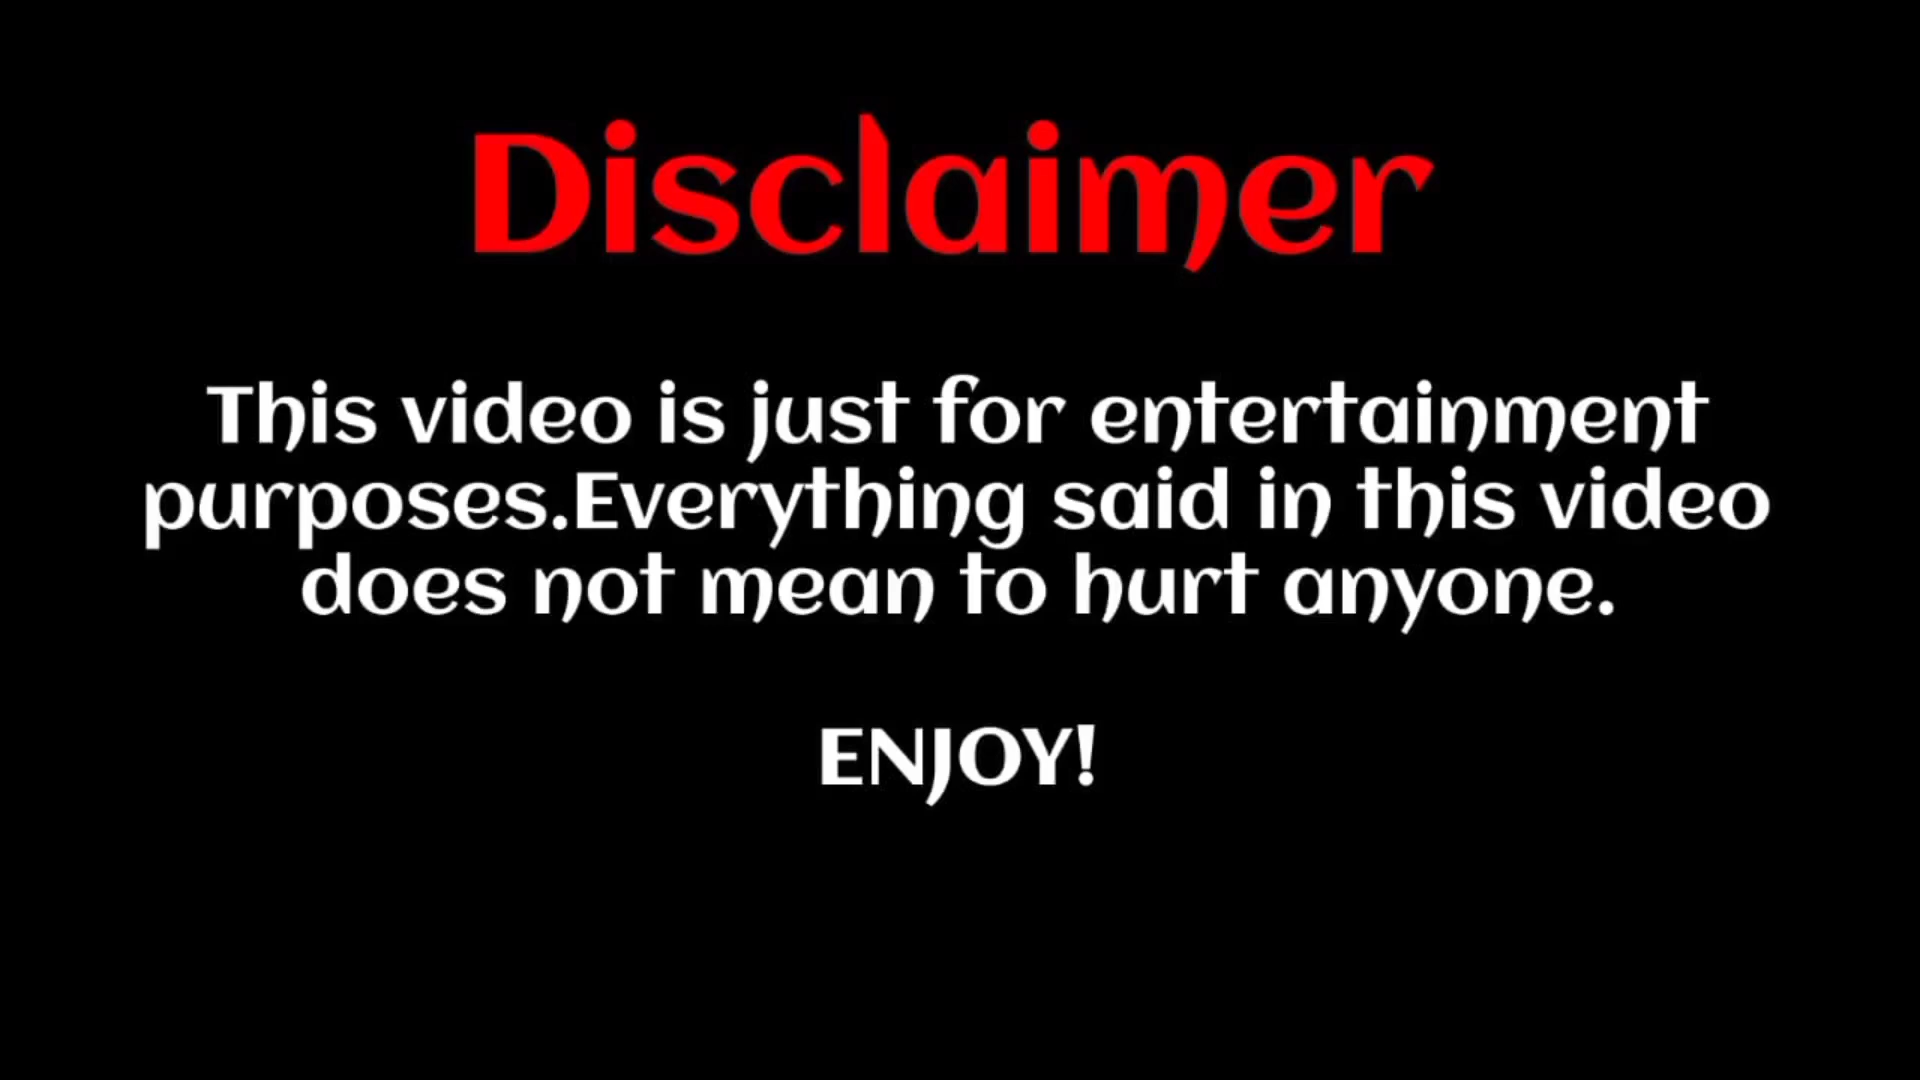 Disclaimer
This video is just for entertainment
purposes.Everything said in this video
does not mean to hurt anyone.
ENJOY!